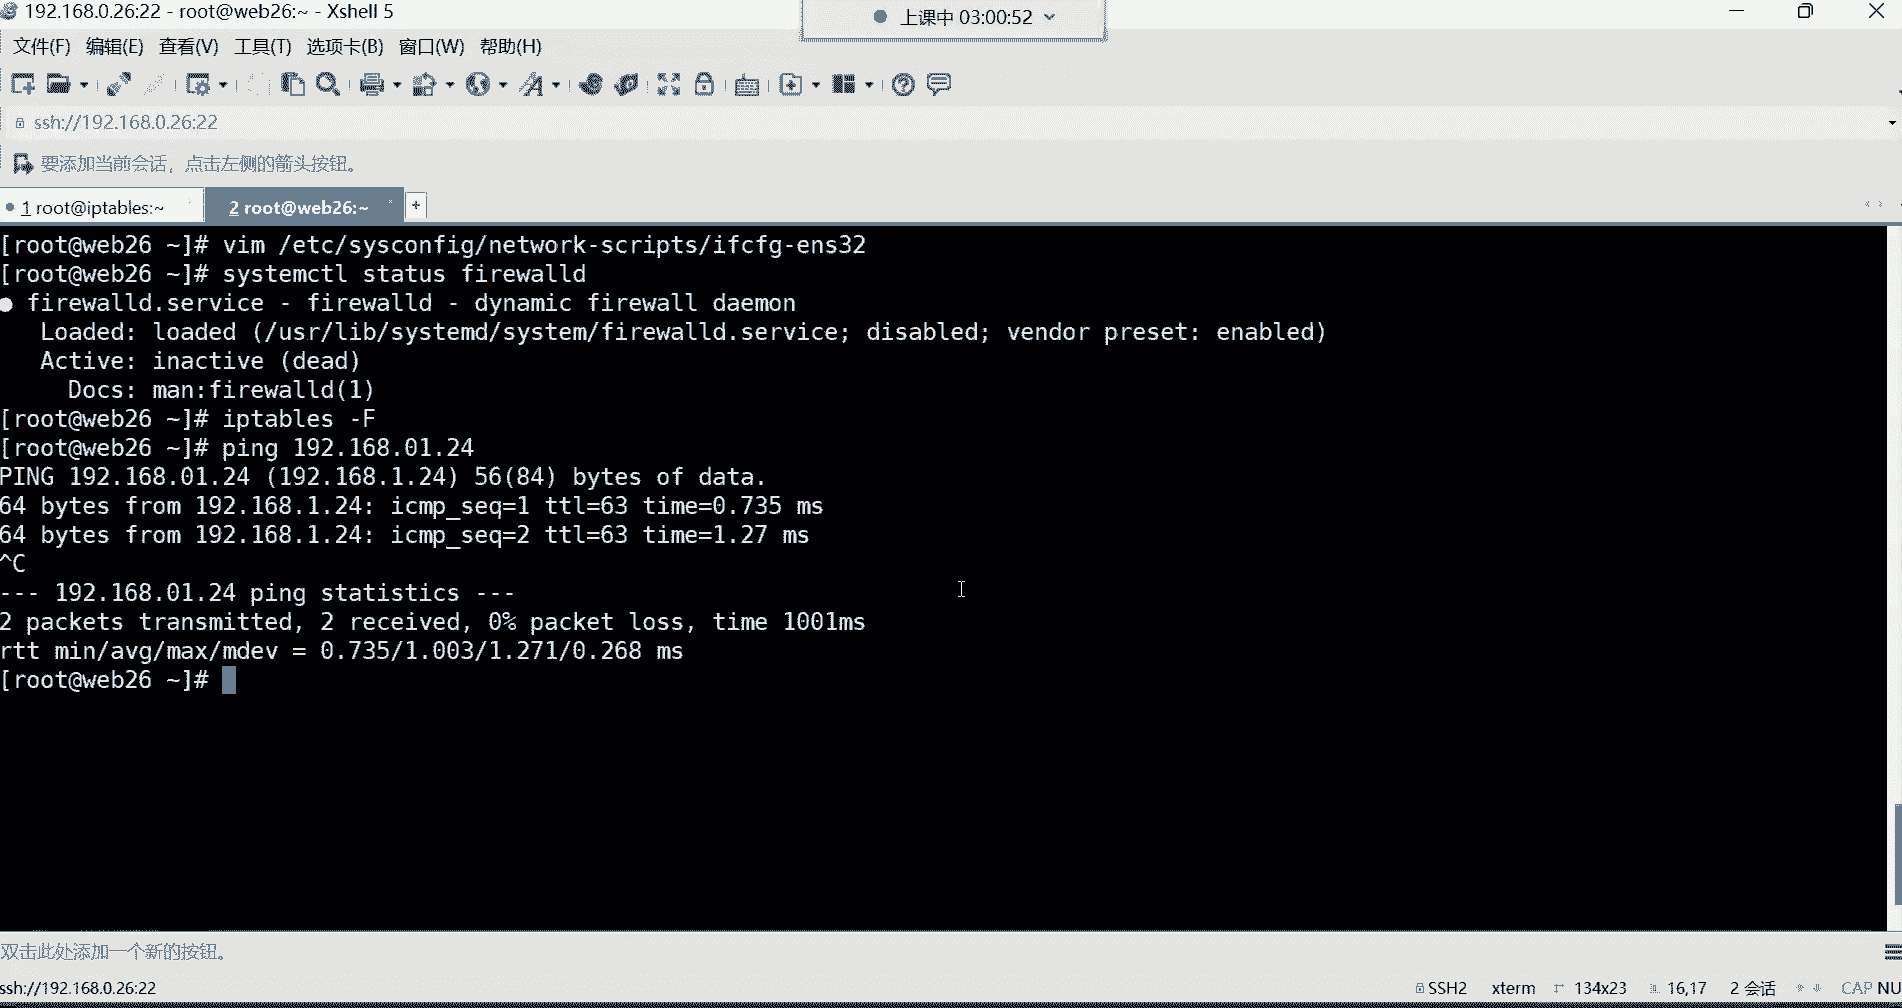 192.168.0.26:22 - root@web26:~ - Xshell 5
上课中 03:00:52
文件(F) 编辑(E) 查看(V) 工具(T) 选项卡(B) 窗口(W) 帮助(H)
ssh://192.168.0.26:22
要添加当前会话，点击左侧的箭头按钮。
1 root@iptables:~ 2 root@web26:~ +
[root@web26 ~]# vim /etc/sysconfig/network-scripts/ifcfg-ens32
[root@web26 ~]# systemctl status firewalld
● firewalld.service - firewalld - dynamic firewall daemon
Loaded: loaded (/usr/lib/systemd/system/firewalld.service; disabled; vendor preset: enabled)
Active: inactive (dead)
Docs: man:firewalld(1)
[root@web26 ~]# iptables -F
[root@web26 ~]# ping 192.168.01.24
PING 192.168.01.24 (192.168.1.24) 56(84) bytes of data.
64 bytes from 192.168.1.24: icmp_seq=1 ttl=63 time=0.735 ms
64 bytes from 192.168.1.24: icmp_seq=2 ttl=63 time=1.27 ms
^C
--- 192.168.01.24 ping statistics ---
2 packets transmitted, 2 received, 0% packet loss, time 1001ms
rtt min/avg/max/mdev = 0.735/1.003/1.271/0.268 ms
[root@web26 ~]#
双击此处添加一个新的按钮。
ssh://192.168.0.26:22 SSH2 xterm 134x23 16,17 2 会话 CAP NU